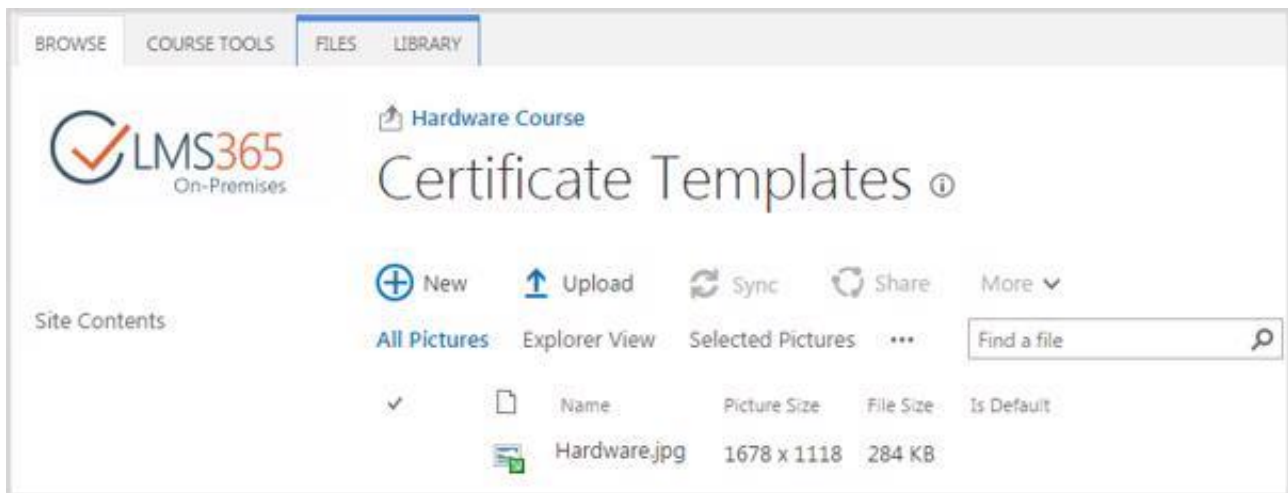 BROWSE COURSE TOOLS FILES LIBRARY
LMS365
On-Premises
Hardware Course
Certificate Templates
New Upload Sync Share More
Site Contents
All Pictures Explorer View Selected Pictures ... Find a file
Name Picture Size File Size Is Default
Hardware.jpg 1678 x 1118 284 KB